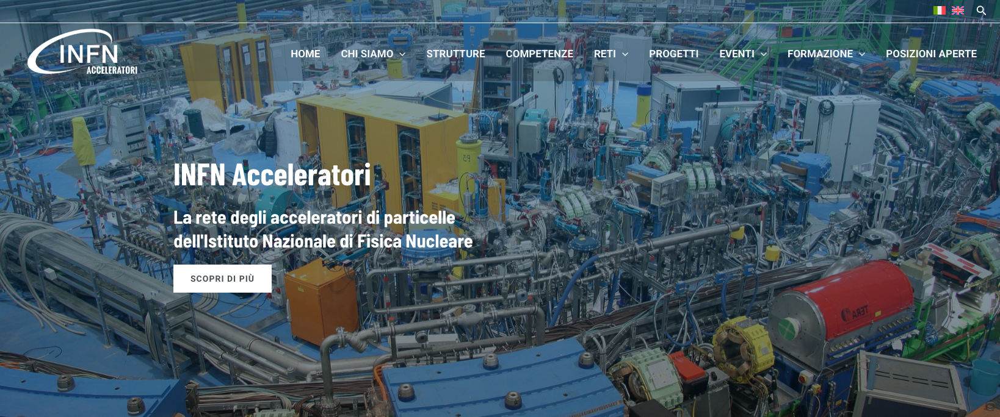 INFN
ACCELERATORI
HOME
CHI SIAMO
STRUTTURE
COMPETENZE
RETI
PROGETTI
EVENTI
FORMAZIONE
POSIZIONI APERTE
INFN Acceleratori
La rete degli acceleratori di particelle
dell'Istituto Nazionale di Fisica Nucleare
SCOPRI DI PIÙ
TERA